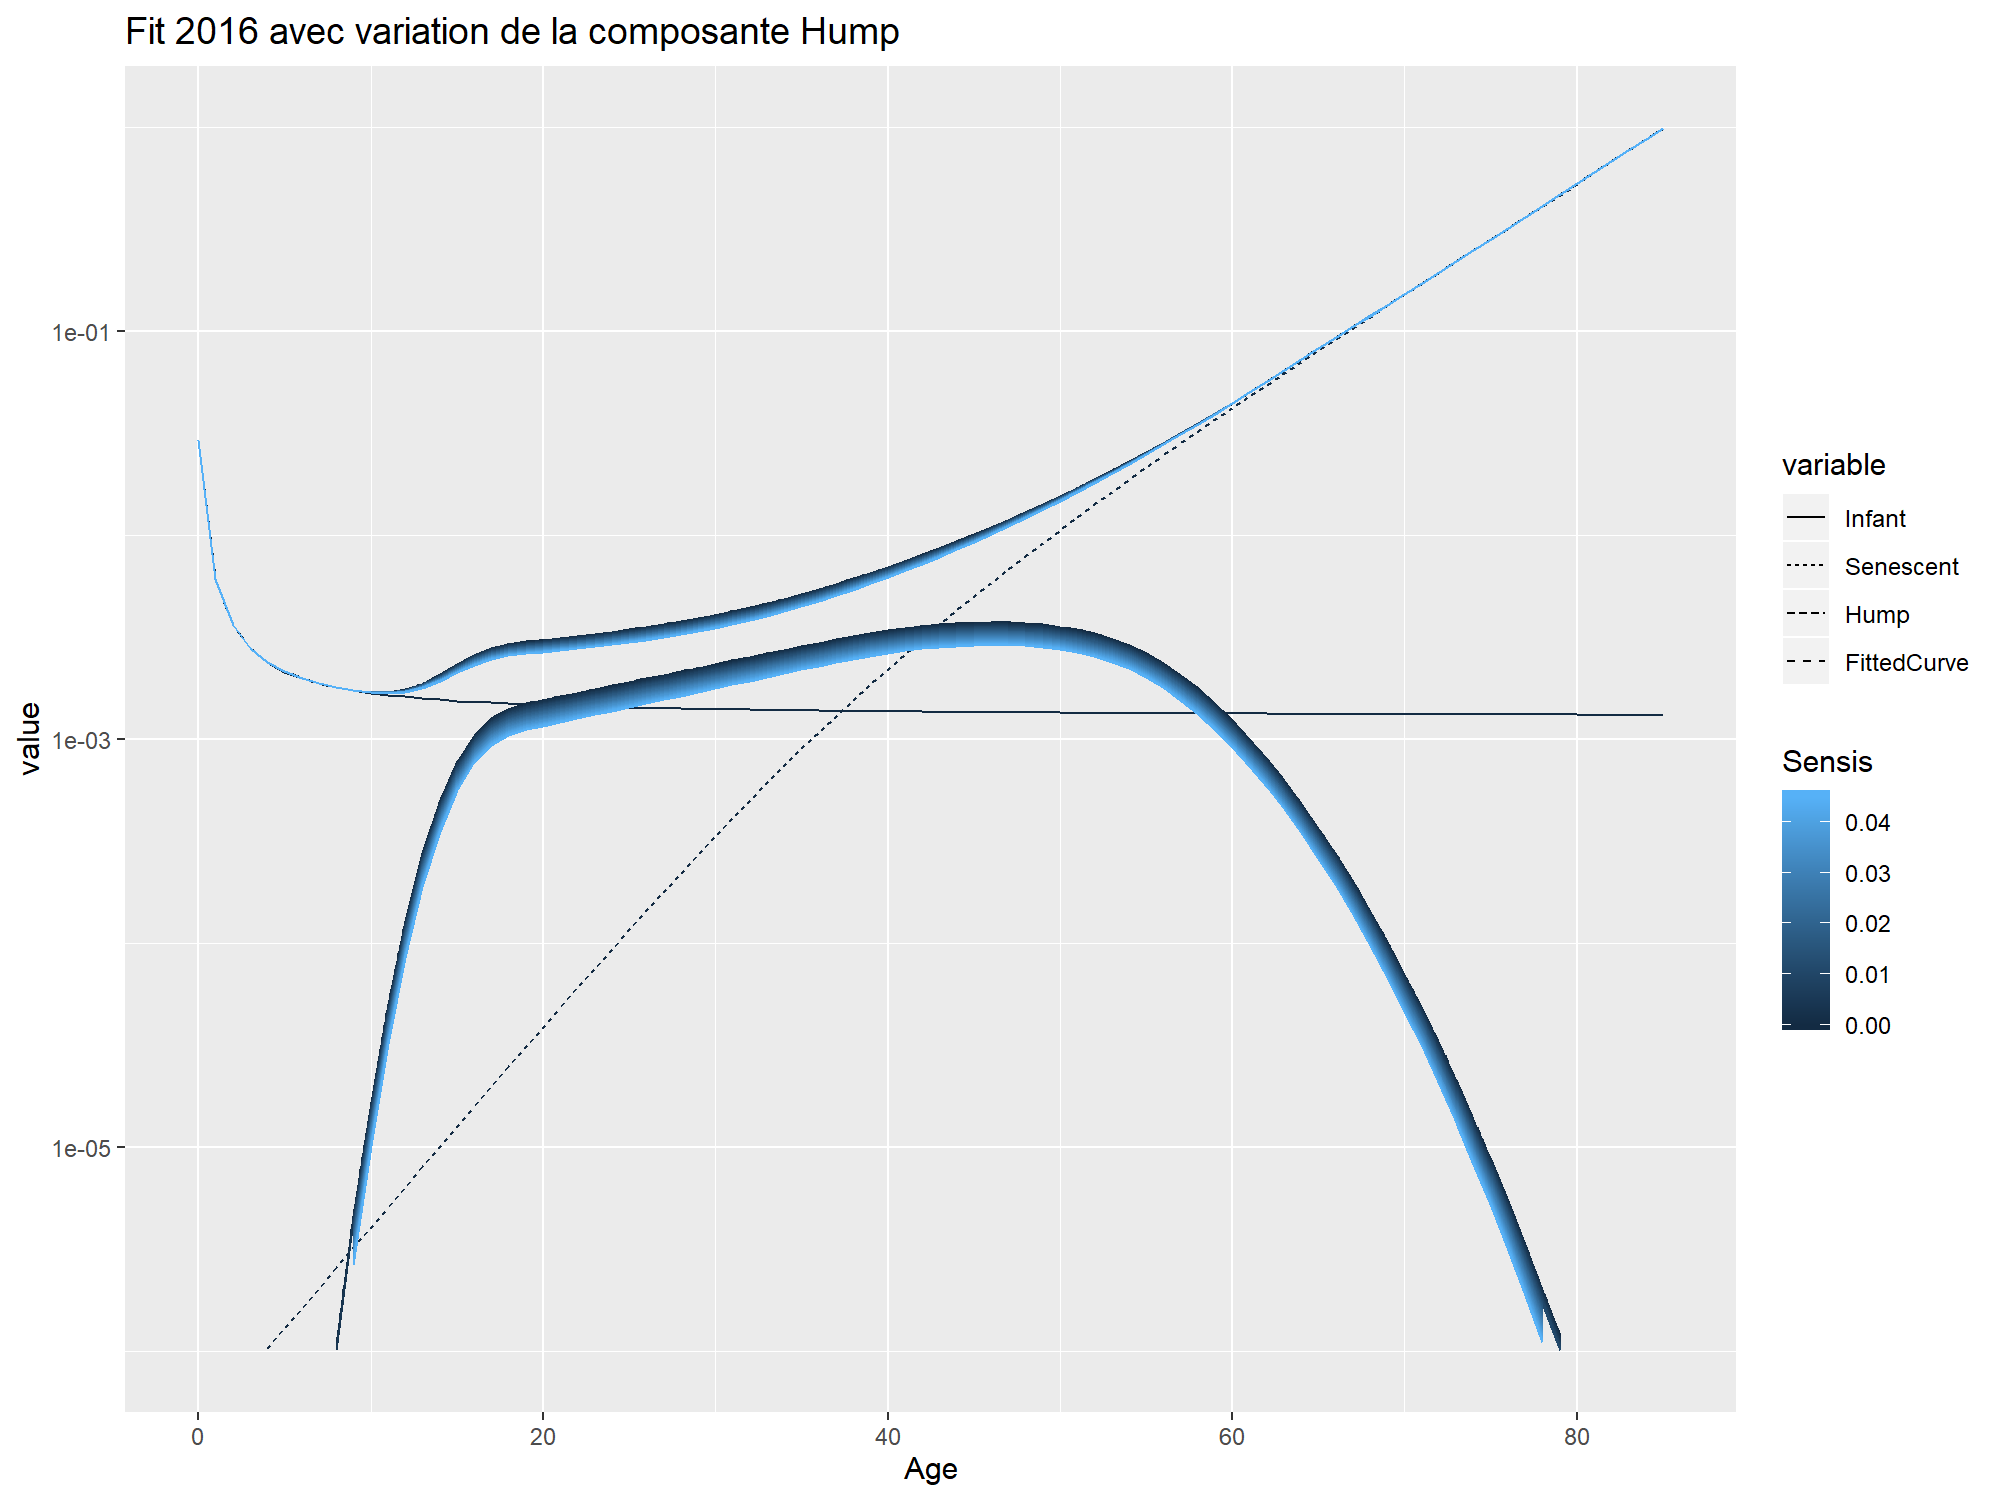 Fit 2016 avec variation de la composante Hump
value
1e-01
1e-03
1e-05
0
20
40
60
80
Age
variable
Infant
Senescent
Hump
FittedCurve
Sensis
0.04
0.03
0.02
0.01
0.00